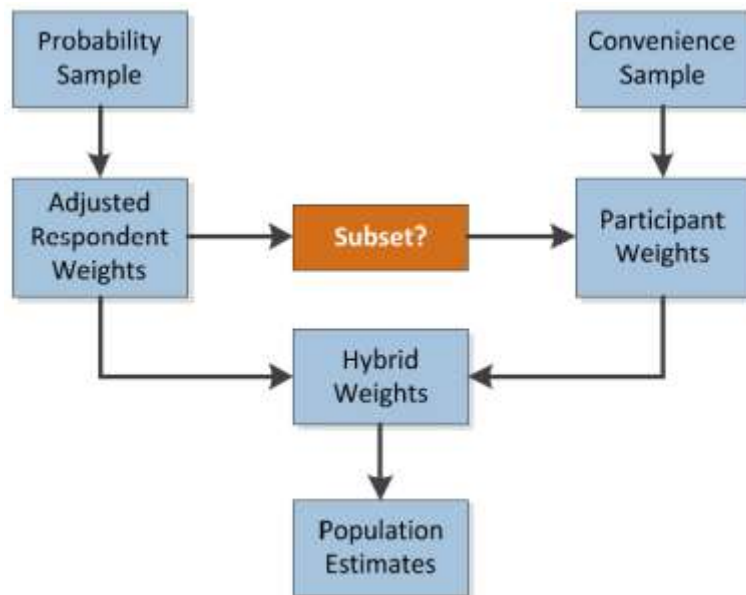 Probability
Sample
Convenience
Sample
Adjusted
Respondent
Weights
Subset?
Participant
Weights
Hybrid
Weights
Population
Estimates